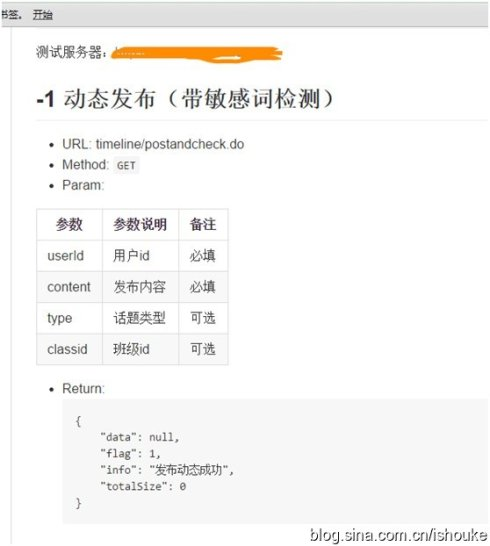 书签。 开始
测试服务器：
-1 动态发布（带敏感词检测）
URL: timeline/postandcheck.do
Method: GET
Param:
参数 参数说明 备注
userId 用户id 必填
content 发布内容 必填
type 话题类型 可选
classid 班级id 可选
Return:
{
"data": null,
"flag": 1,
"info": "发布动态成功",
"totalSize": 0
}
blog.sina.com.cn/ishouke